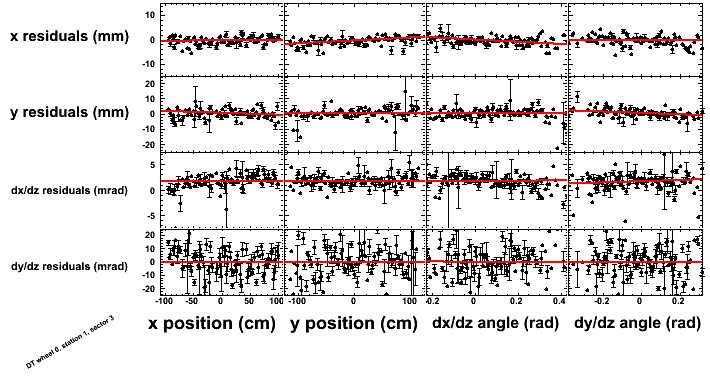 x residuals (mm)
10
0
-10
y residuals (mm)
20
10
0
-10
-20
dx/dz residuals (mrad)
5
0
-5
dy/dz residuals (mrad)
20
10
0
-10
-20
-100 -50 0 50 100 -100 0 100 -0.2 0 0.2 0.4 -0.2 0 0.2
x position (cm) y position (cm) dx/dz angle (rad) dy/dz angle (rad)
DT wheel 0, station 1, sector 3